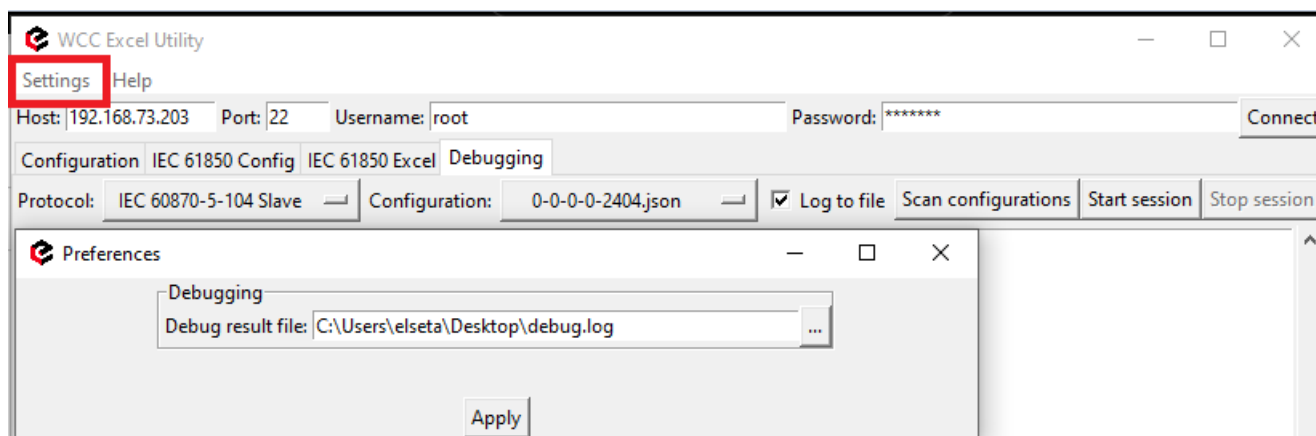 WCC Excel Utility
Settings Help
Host: 192.168.73.203 Port: 22 Username: root Password: ******* Connect
Configuration IEC 61850 Config IEC 61850 Excel Debugging
Protocol: IEC 60870-5-104 Slave Configuration: 0-0-0-0-2404.json Log to file Scan configurations Start session Stop session
Preferences
Debugging
Debug result file: C:\Users\elseta\Desktop\debug.log ...
Apply